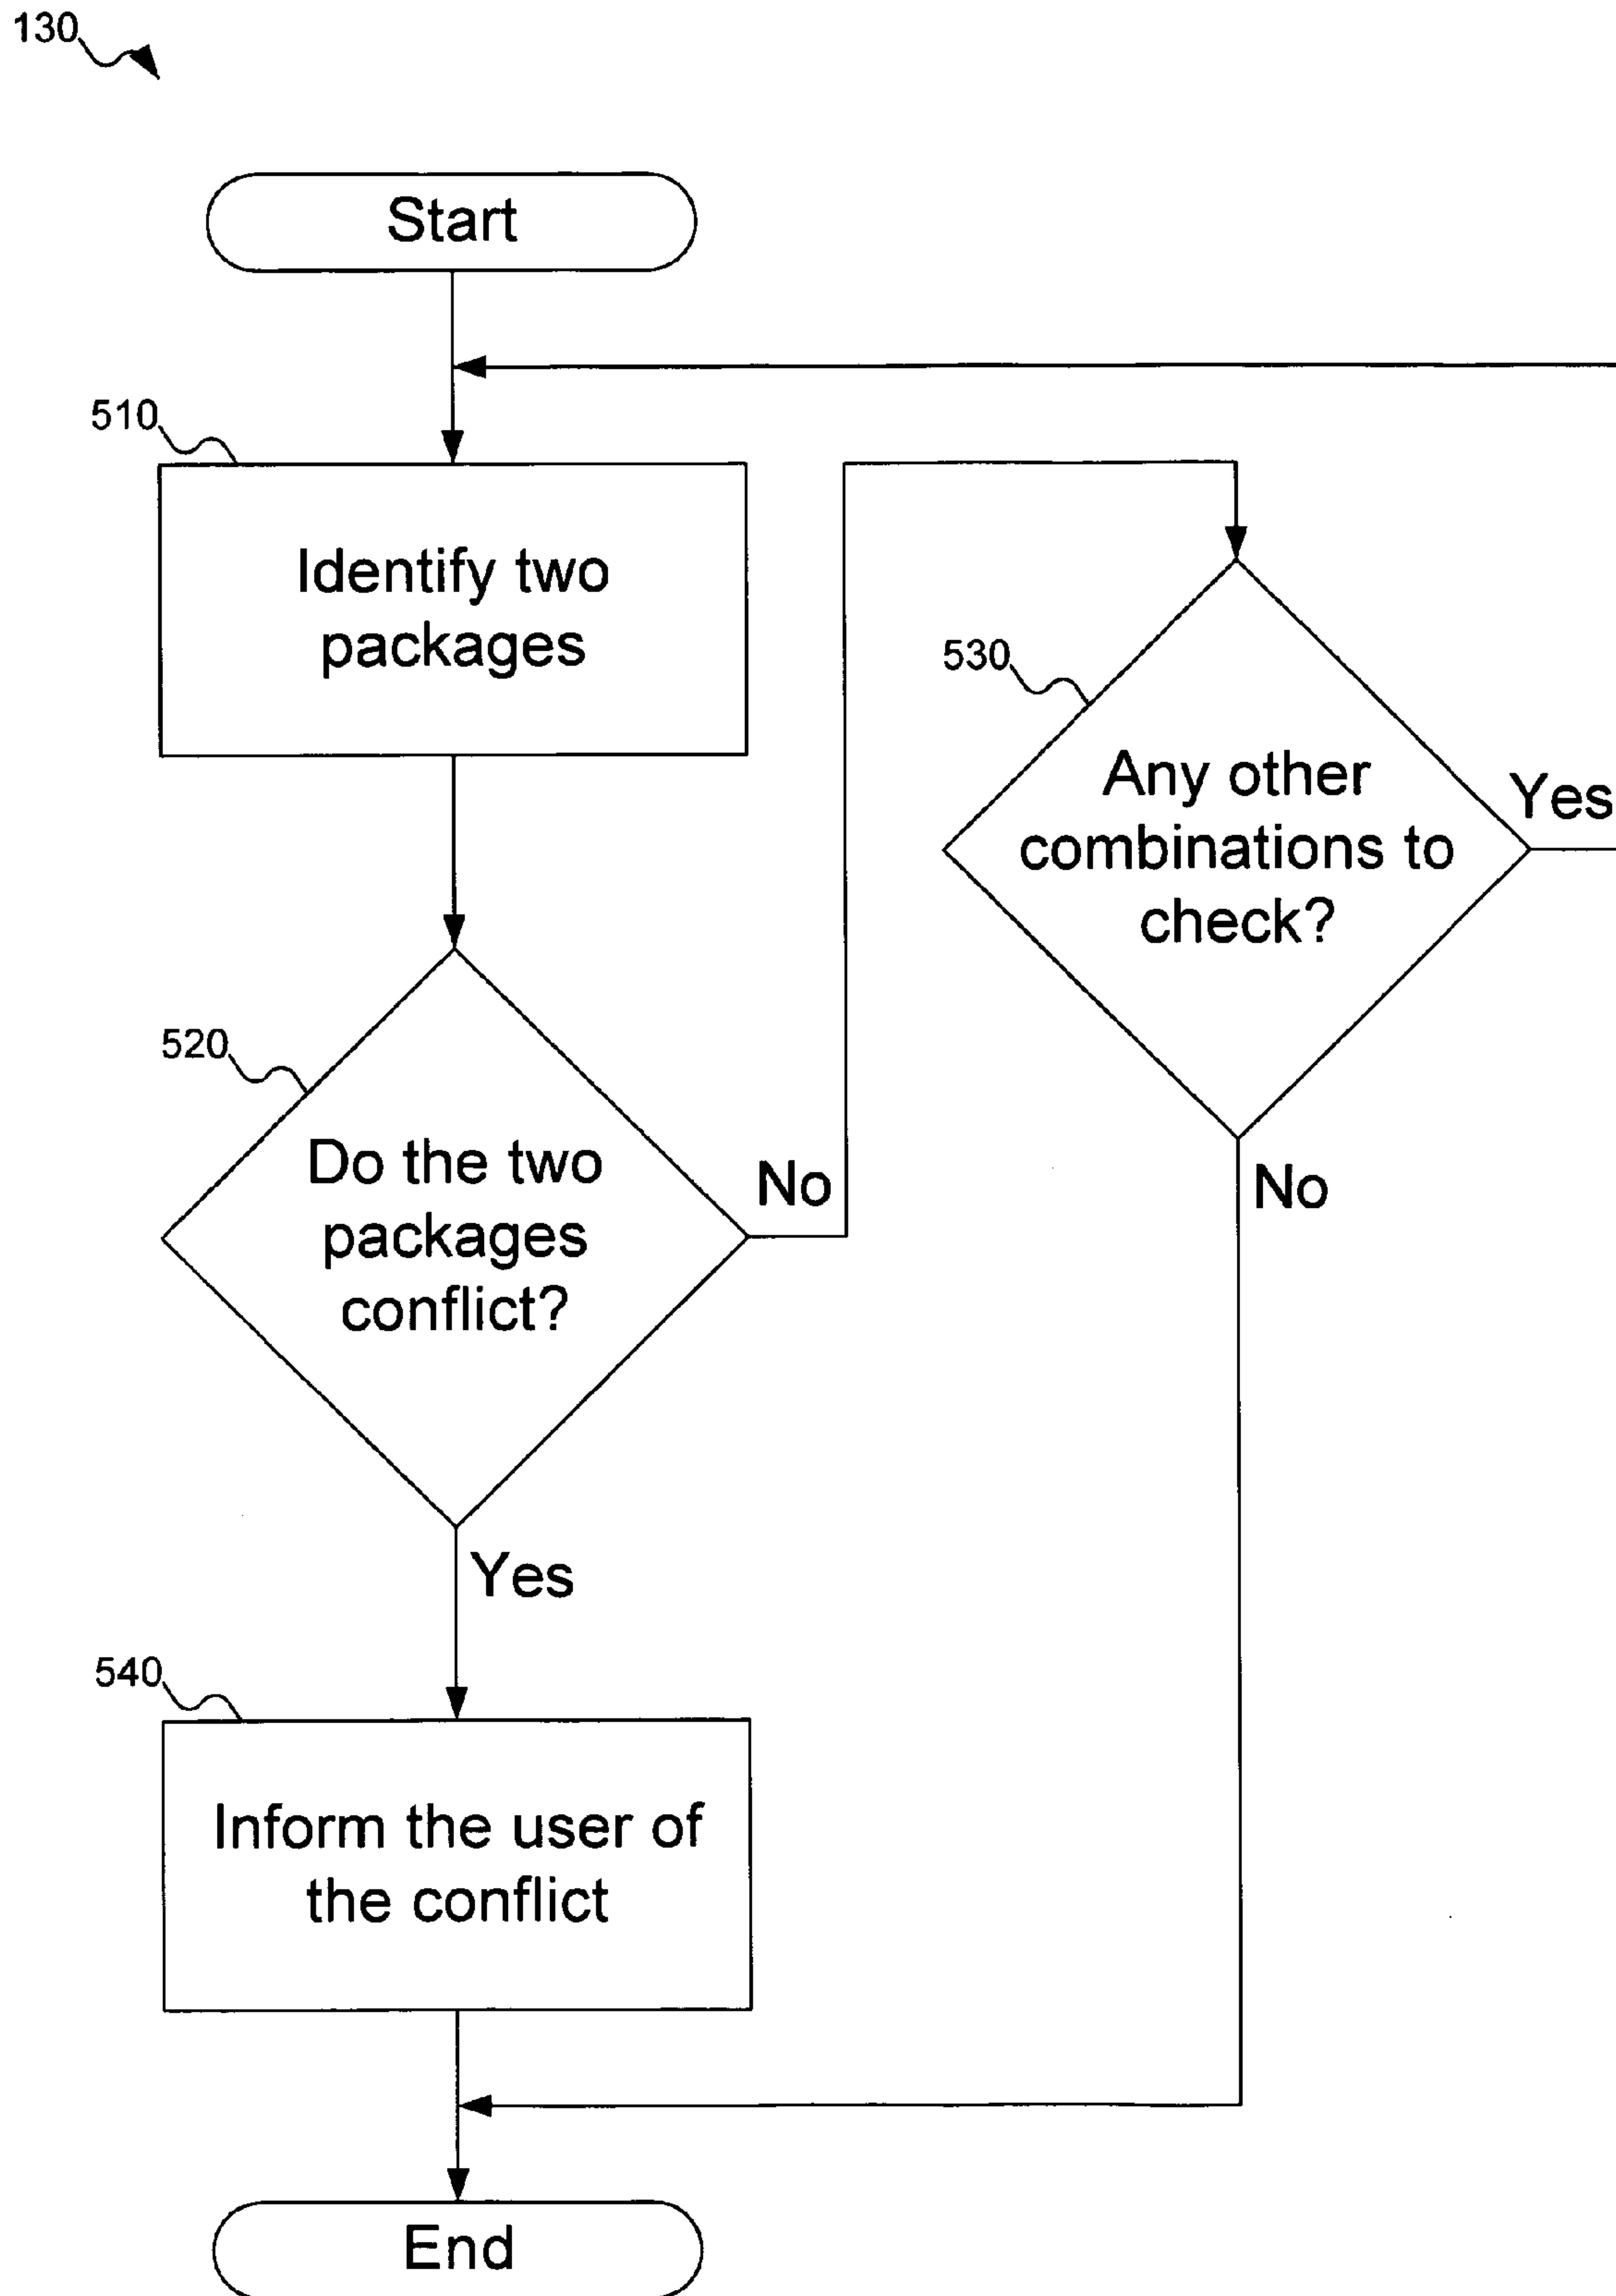 130
Start
510
Identify two
packages
530
Any other
combinations to
check?
Yes
520
Do the two
packages
conflict?
No
No
Yes
540
Inform the user of
the conflict
End